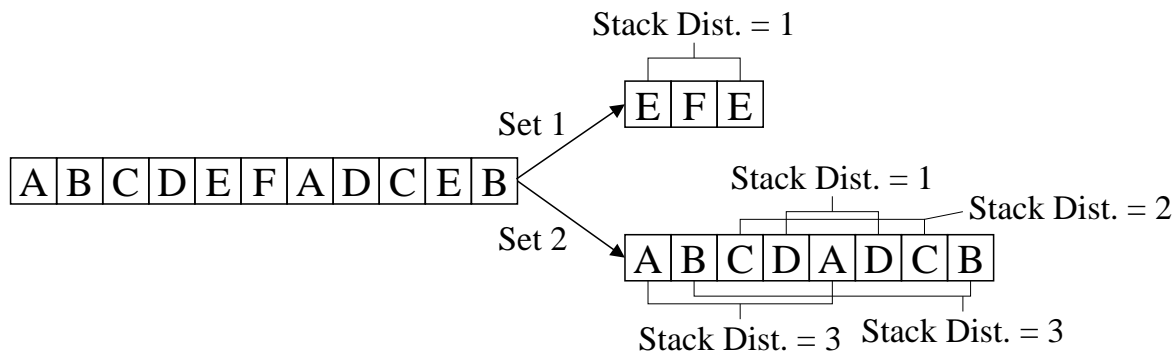 Stack Dist. = 1
E F E
Set 1
A B C D E F A D C E B
Stack Dist. = 1
Stack Dist. = 2
Set 2
A B C D A D C B
Stack Dist. = 3
Stack Dist. = 3